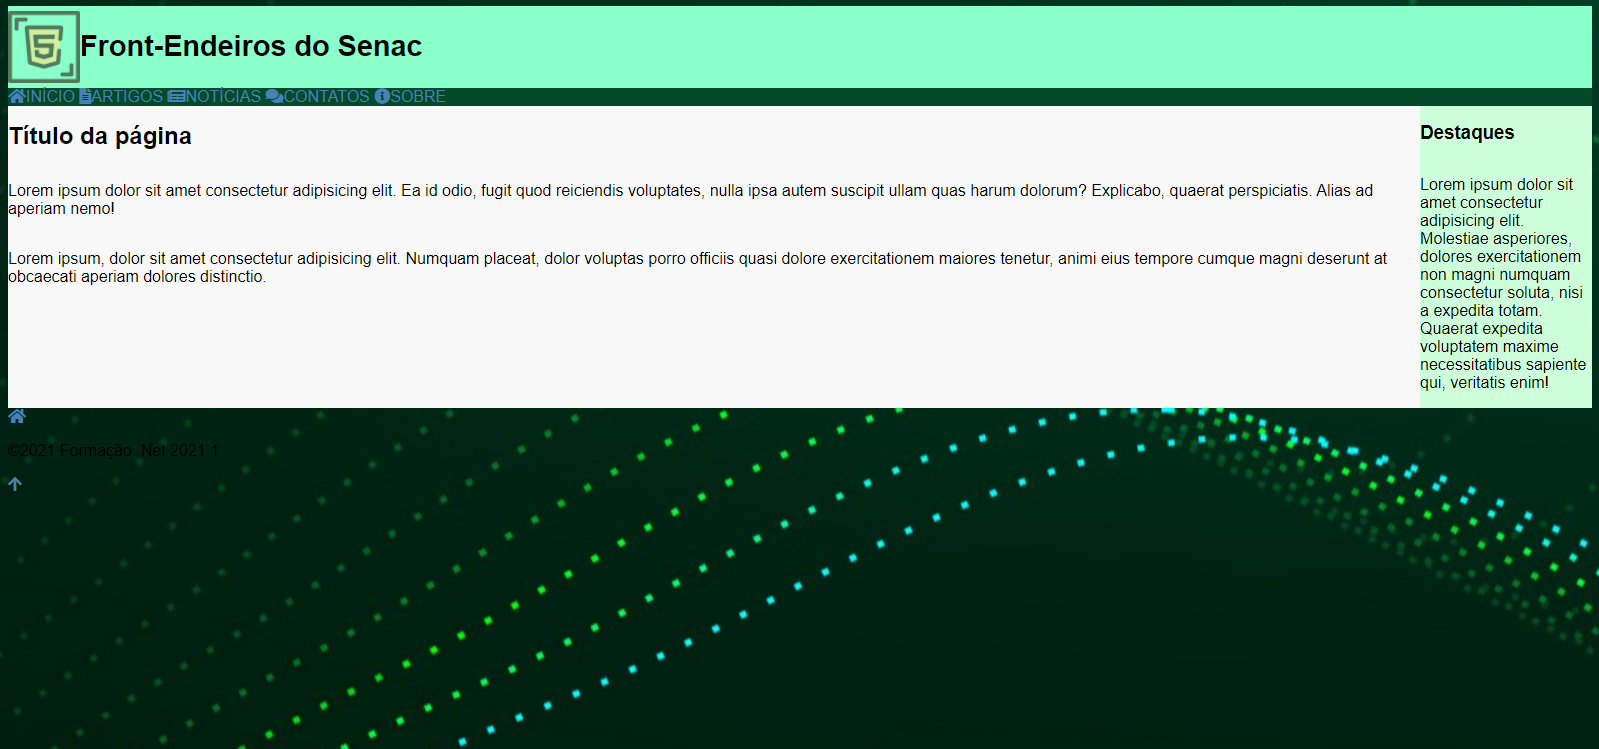 Front-Endeiros do Senac
INÍCIO ARTIGOS NOTÍCIAS CONTATOS SOBRE
Título da página
Lorem ipsum dolor sit amet consectetur adipisicing elit. Ea id odio, fugit quod reiciendis voluptates, nulla ipsa autem suscipit ullam quas harum dolorum? Explicabo, quaerat perspiciatis. Alias ad
aperiam nemo!
Lorem ipsum, dolor sit amet consectetur adipisicing elit. Numquam placeat, dolor voluptas porro officiis quasi dolore exercitationem maiores tenetur, animi eius tempore cumque magni deserunt at
obcaecati aperiam dolores distinctio.
Destaques
Lorem ipsum dolor sit
amet consectetur
adipisicing elit.
Molestiae asperiores,
dolores exercitationem
non magni numquam
consectetur soluta, nisi
a expedita totam.
Quaerat expedita
voluptatem maxime
necessitatibus sapiente
qui, veritatis enim!
©2021 Formação .Net 2021.1